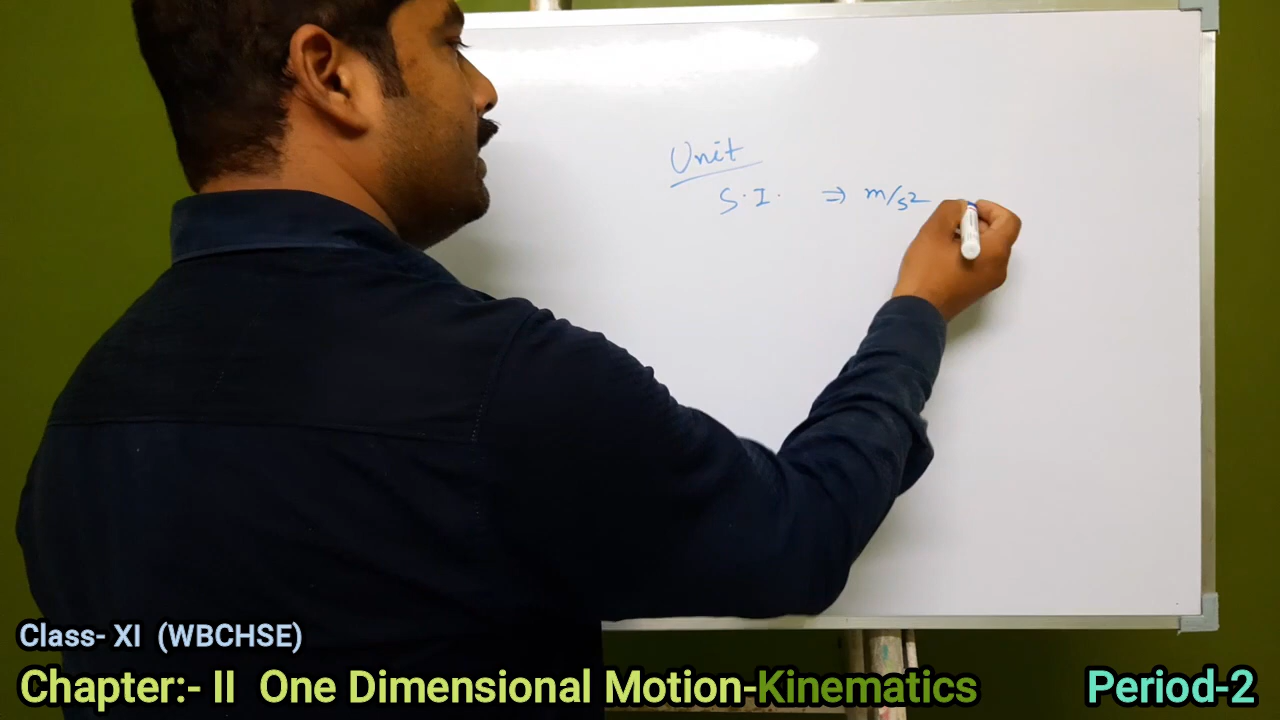 Unit
S.I. ⇒ m/s²
Class- XI (WBCHSE)
Chapter:- II One Dimensional Motion-Kinematics
Period-2